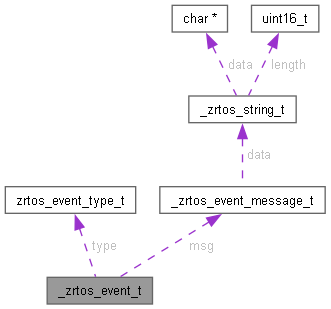 char *
uint16_t
data
length
_zrtos_string_t
data
zrtos_event_type_t
_zrtos_event_message_t
type
msg
_zrtos_event_t